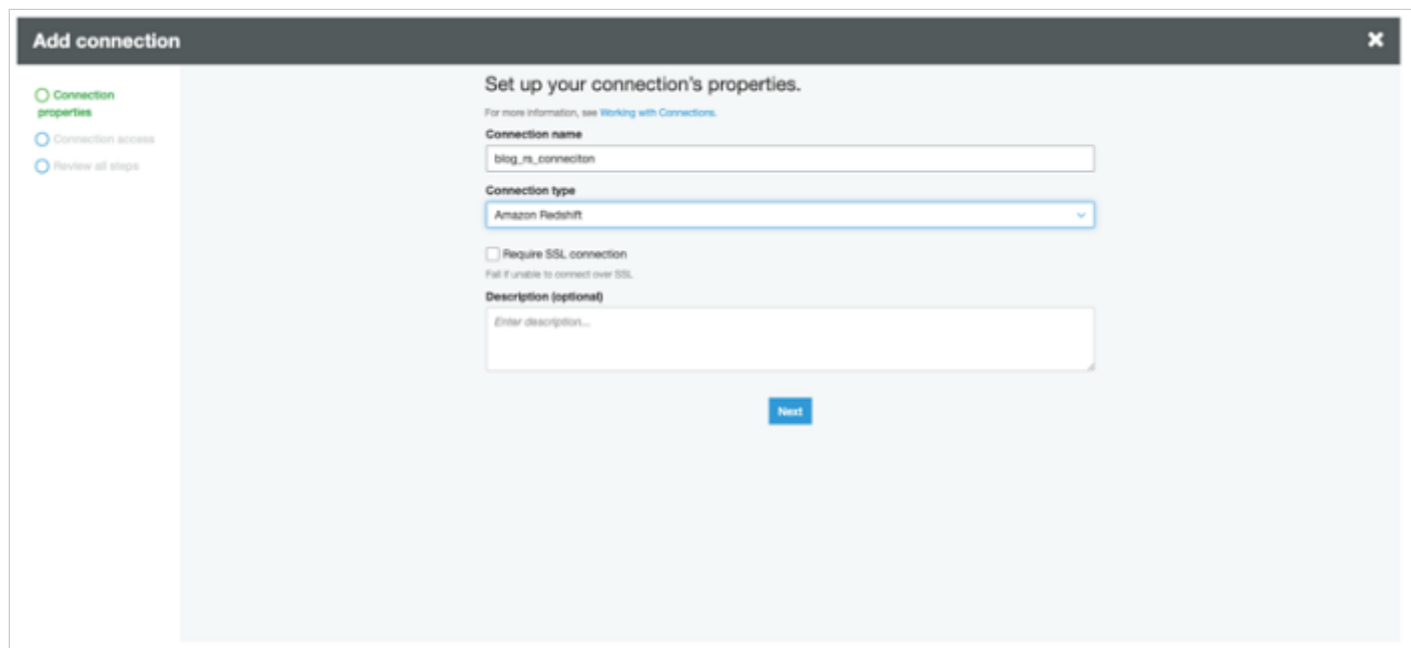 Add connection
Connection
properties
Connection access
Review all steps
Set up your connection's properties.
For more information, see Working with Connections.
Connection name
blog_rs_conneciton
Connection type
Amazon Redshift
Require SSL connection
Fail if unable to connect over SSL.
Description (optional)
Enter description...
Next